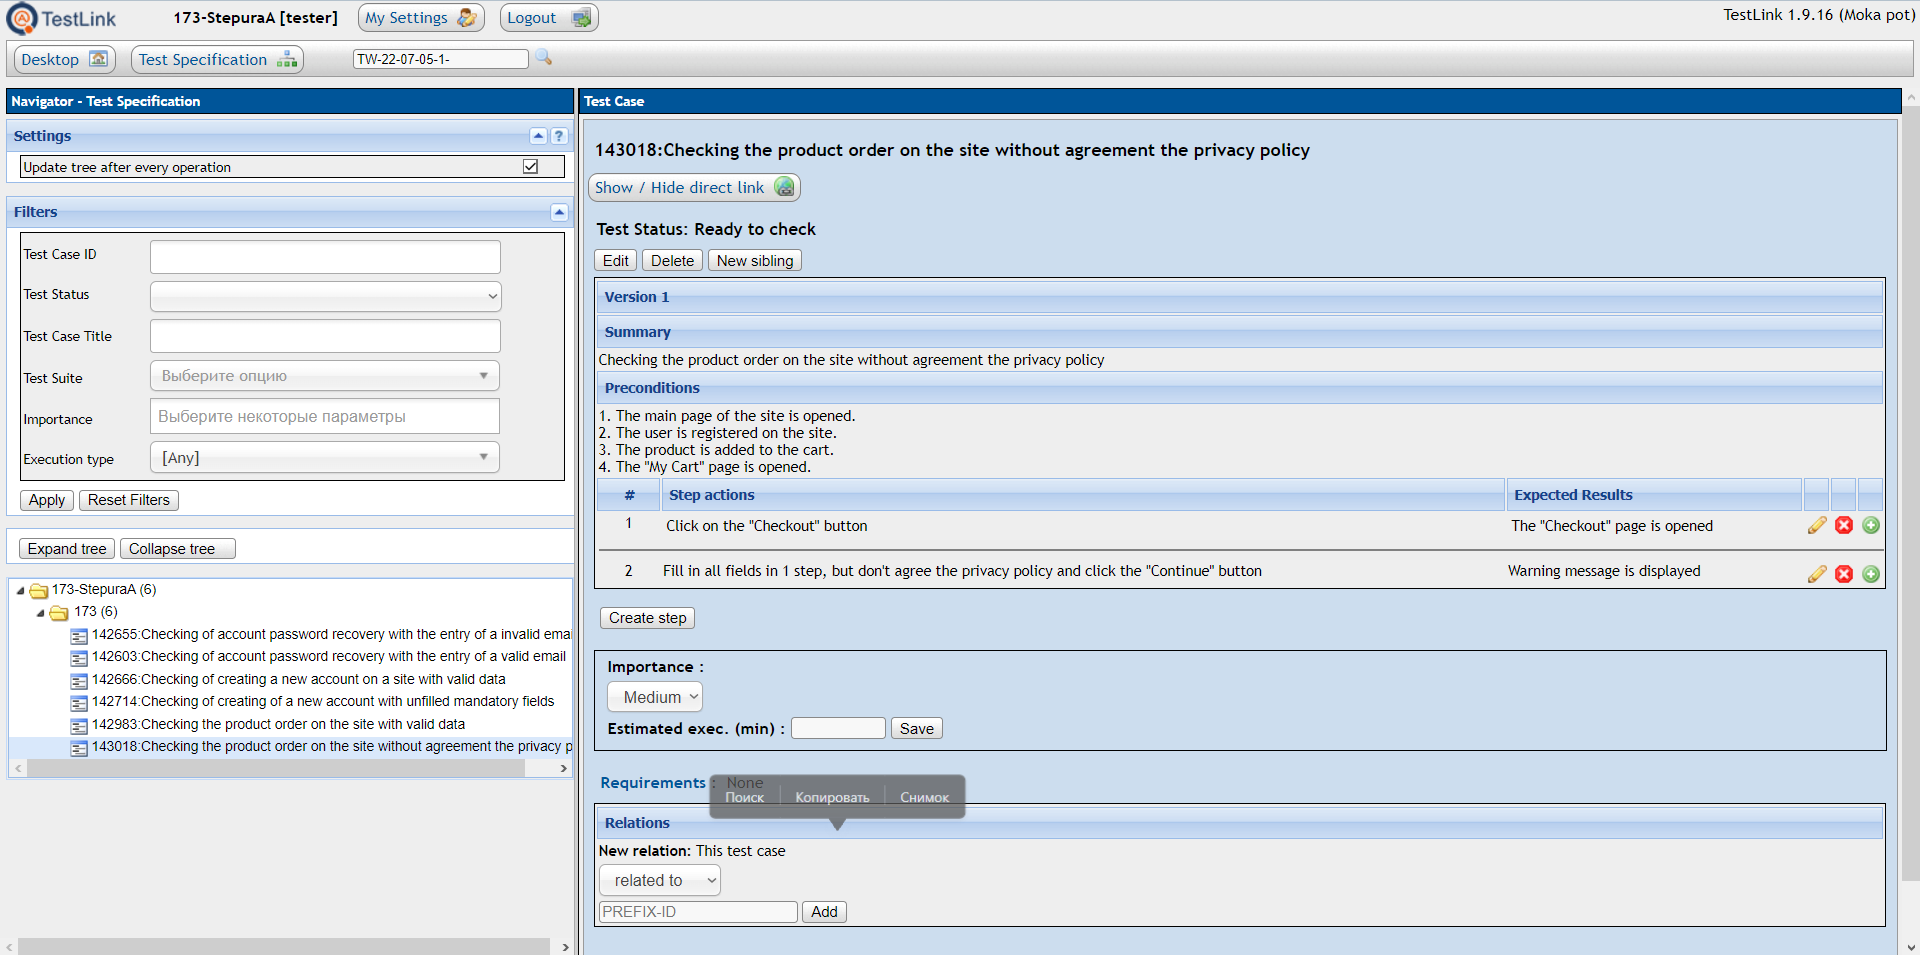 TestLink
173-StepuraA [tester]
My Settings
Logout
TestLink 1.9.16 (Moka pot)
Desktop
Test Specification
TW-22-07-05-1-
Navigator - Test Specification
Settings
?
Update tree after every operation
Filters
Test Case ID
Test Status
Test Case Title
Test Suite
Выберите опцию
Importance
Выберите некоторые параметры
Execution type
[Any]
Apply
Reset Filters
Expand tree
Collapse tree
173-StepuraA (6)
173 (6)
142655:Checking of account password recovery with the entry of a invalid emai
142603:Checking of account password recovery with the entry of a valid email
142666:Checking of creating a new account on a site with valid data
142714:Checking of creating of a new account with unfilled mandatory fields
142983:Checking the product order on the site with valid data
143018:Checking the product order on the site without agreement the privacy p
Test Case
143018:Checking the product order on the site without agreement the privacy policy
Show / Hide direct link
Test Status: Ready to check
Edit
Delete
New sibling
Version 1
Summary
Checking the product order on the site without agreement the privacy policy
Preconditions
1. The main page of the site is opened.
2. The user is registered on the site.
3. The product is added to the cart.
4. The "My Cart" page is opened.
# Step actions Expected Results
1 Click on the "Checkout" button The "Checkout" page is opened
2 Fill in all fields in 1 step, but don't agree the privacy policy and click the "Continue" button Warning message is displayed
Create step
Importance :
Medium
Estimated exec. (min) :
Save
Requirements : None
Поиск Копировать Снимок
Relations
New relation: This test case
related to
PREFIX-ID
Add